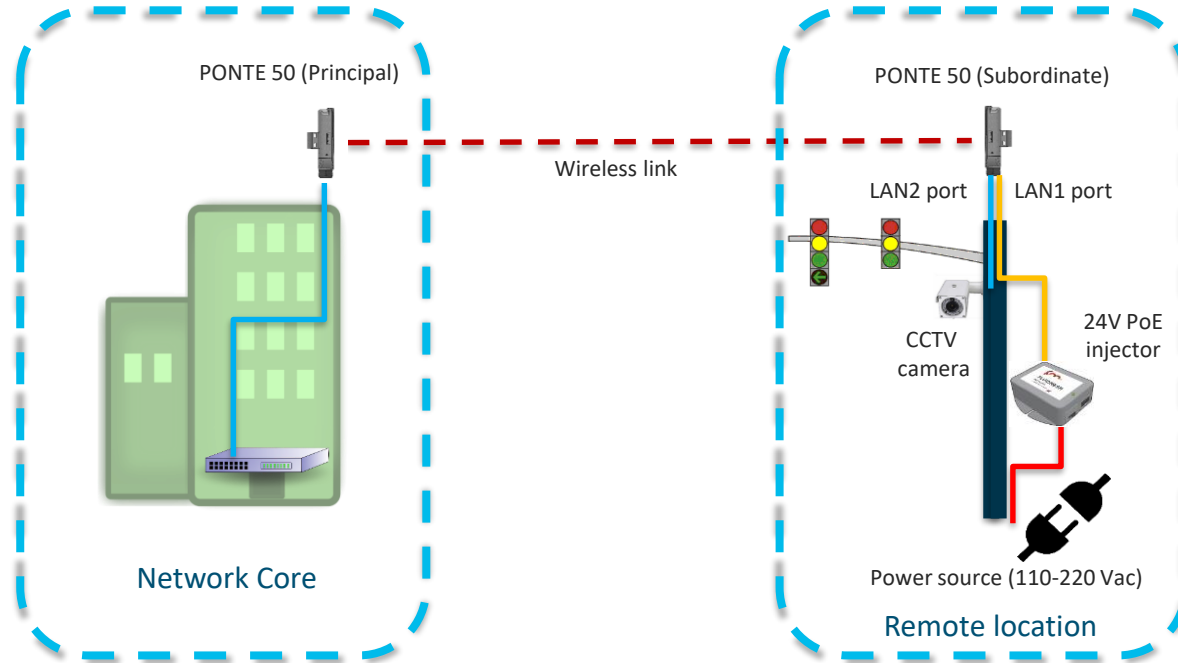 PONTE 50 (Principal)
PONTE 50 (Subordinate)
Wireless link
LAN2 port
LAN1 port
CCTV
camera
24V PoE
injector
Power source (110-220 Vac)
Network Core
Remote location